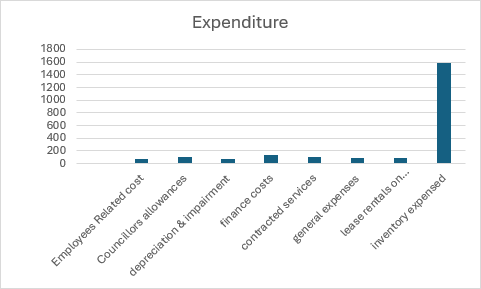 Expenditure
1800
1600
1400
1200
1000
800
600
400
200
0
Employees Related cost
Councillors allowances
depreciation & impairment
finance costs
contracted services
general expenses
lease rentals on...
inventory expensed